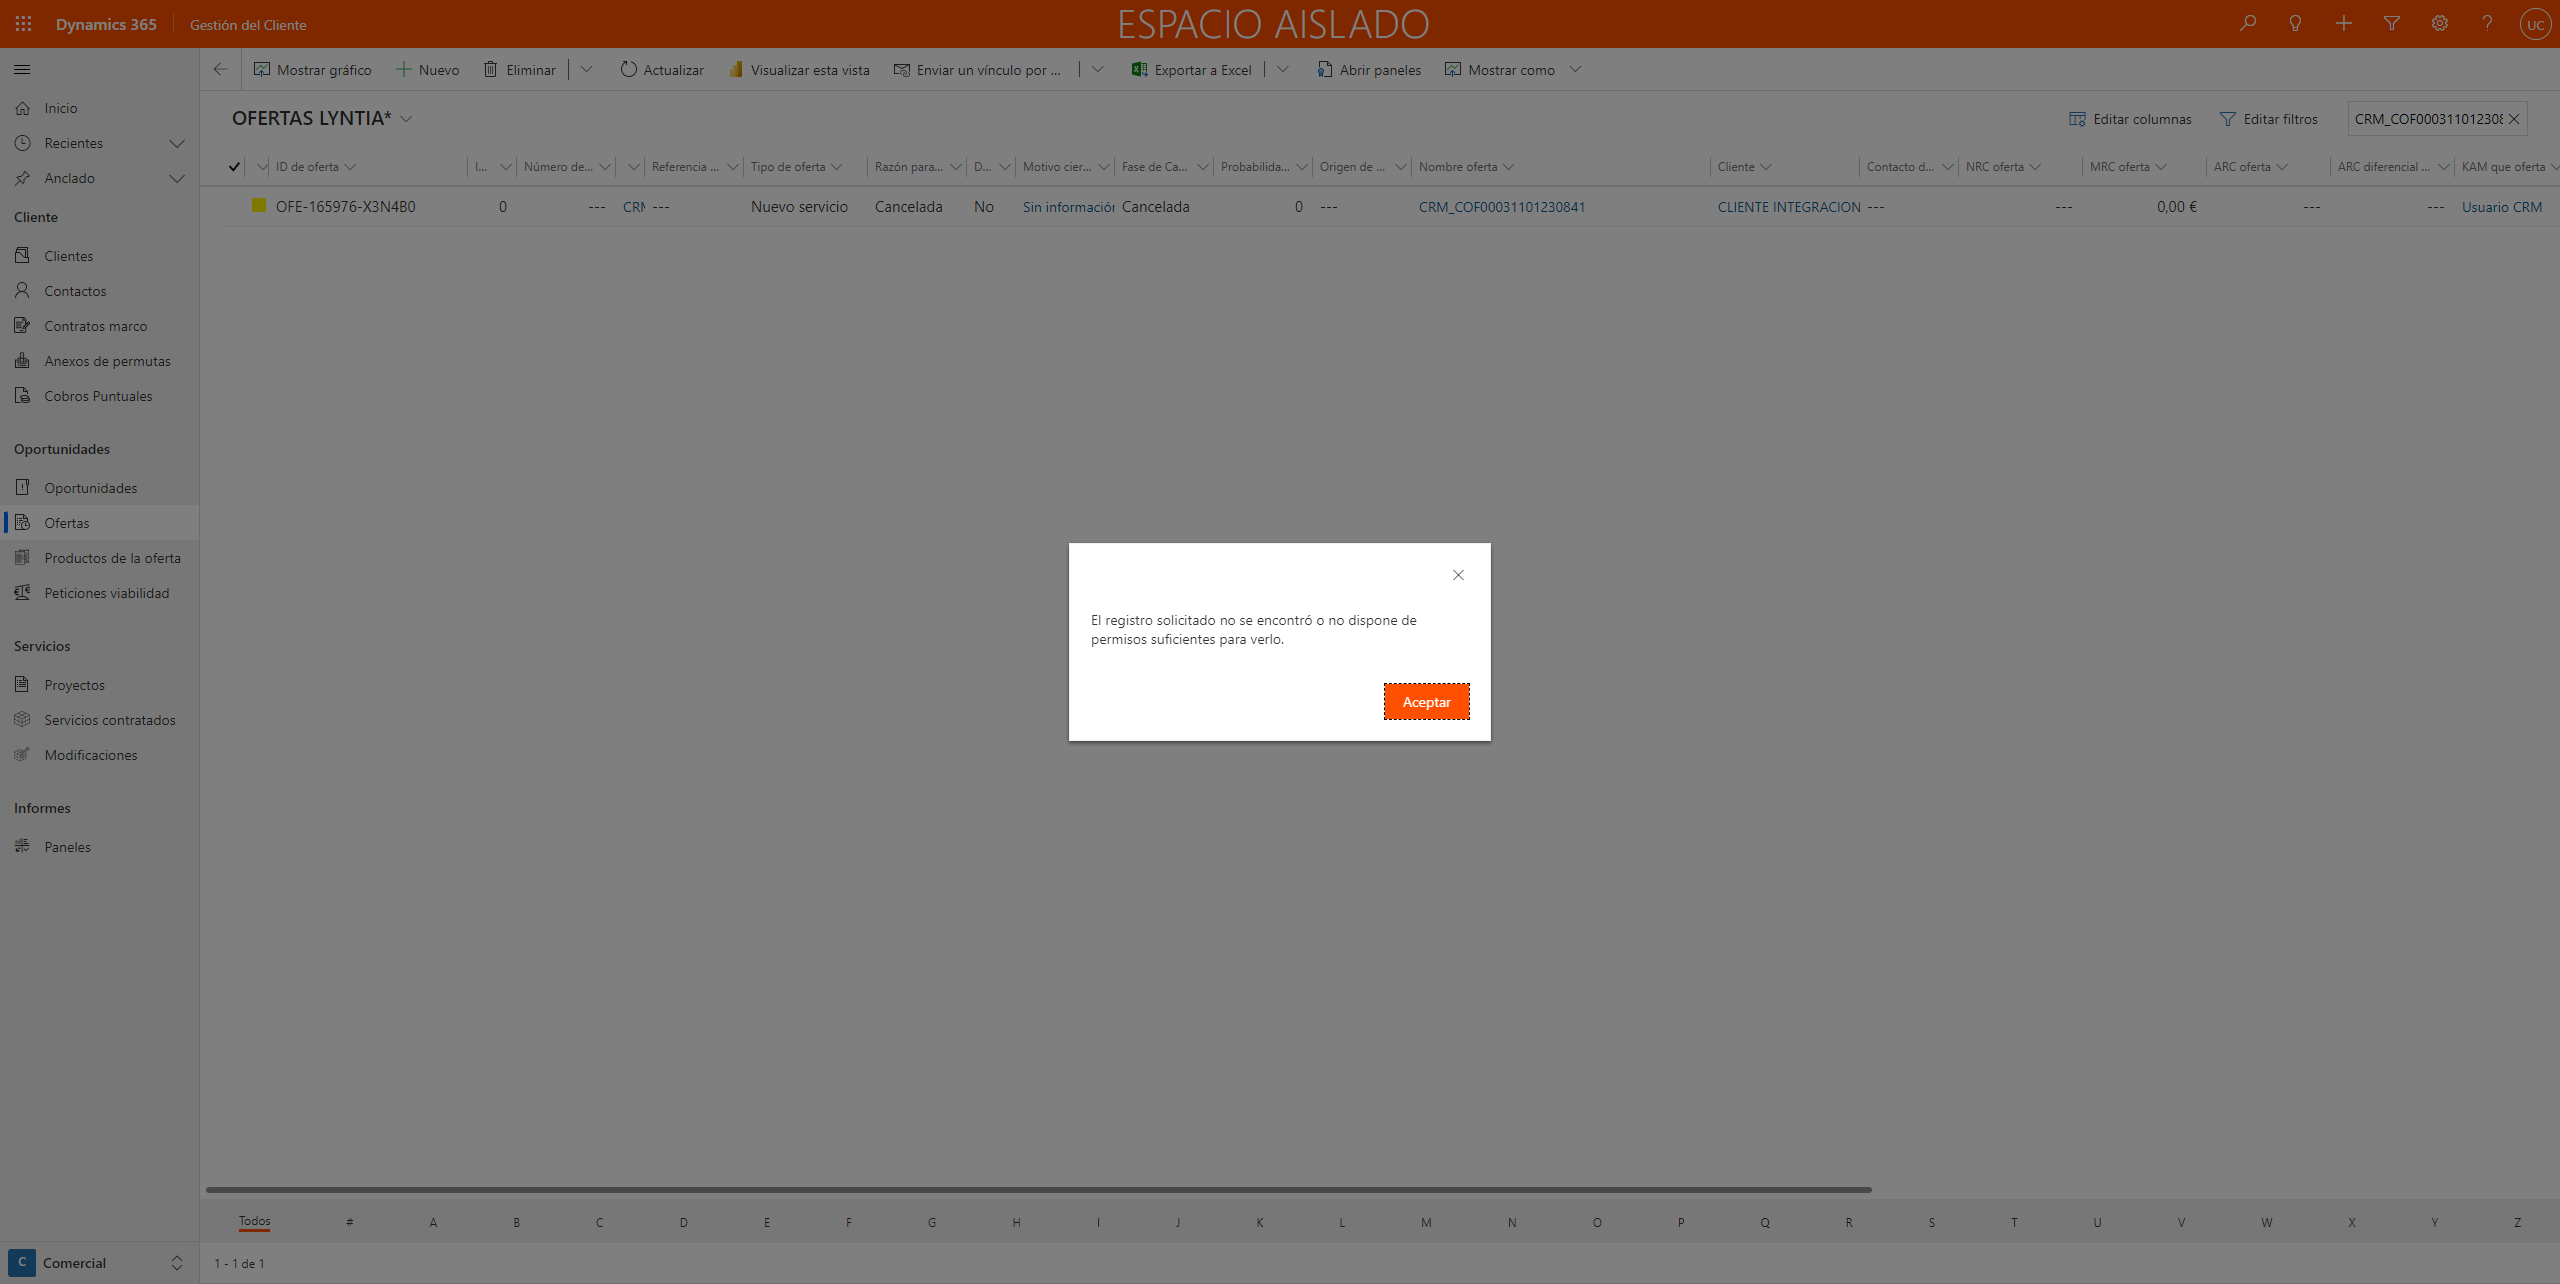 Dynamics 365
Gestión del Cliente
ESPACIO AISLADO
UC
Mostrar gráfico
Nuevo
Eliminar
Actualizar
Visualizar esta vista
Enviar un vínculo por ...
Exportar a Excel
Abrir paneles
Mostrar como
Inicio
Recientes
Anclado
Cliente
Clientes
Contactos
Contratos marco
Anexos de permutas
Cobros Puntuales
Oportunidades
Oportunidades
Ofertas
Productos de la oferta
Peticiones viabilidad
Servicios
Proyectos
Servicios contratados
Modificaciones
Informes
Paneles
C Comercial
OFERTAS LYNTIA*
Editar columnas
Editar filtros
CRM_COF000311012308
ID de oferta I... Número de... Referencia ... Tipo de oferta Razón para... D... Motivo cier... Fase de Ca... Probabilida... Origen de ... Nombre oferta Cliente Contacto d... NRC oferta MRC oferta ARC oferta ARC diferencial ... KAM que oferta
OFE-165976-X3N4B0 0 --- CRM --- Nuevo servicio Cancelada No Sin información Cancelada 0 --- CRM_COF00031101230841 CLIENTE INTEGRACION --- --- 0,00 € --- --- Usuario CRM
El registro solicitado no se encontró o no dispone de
permisos suficientes para verlo.
Aceptar
Todos # A B C D E F G H I J K L M N O P Q R S T U V W X Y Z
1 - 1 de 1